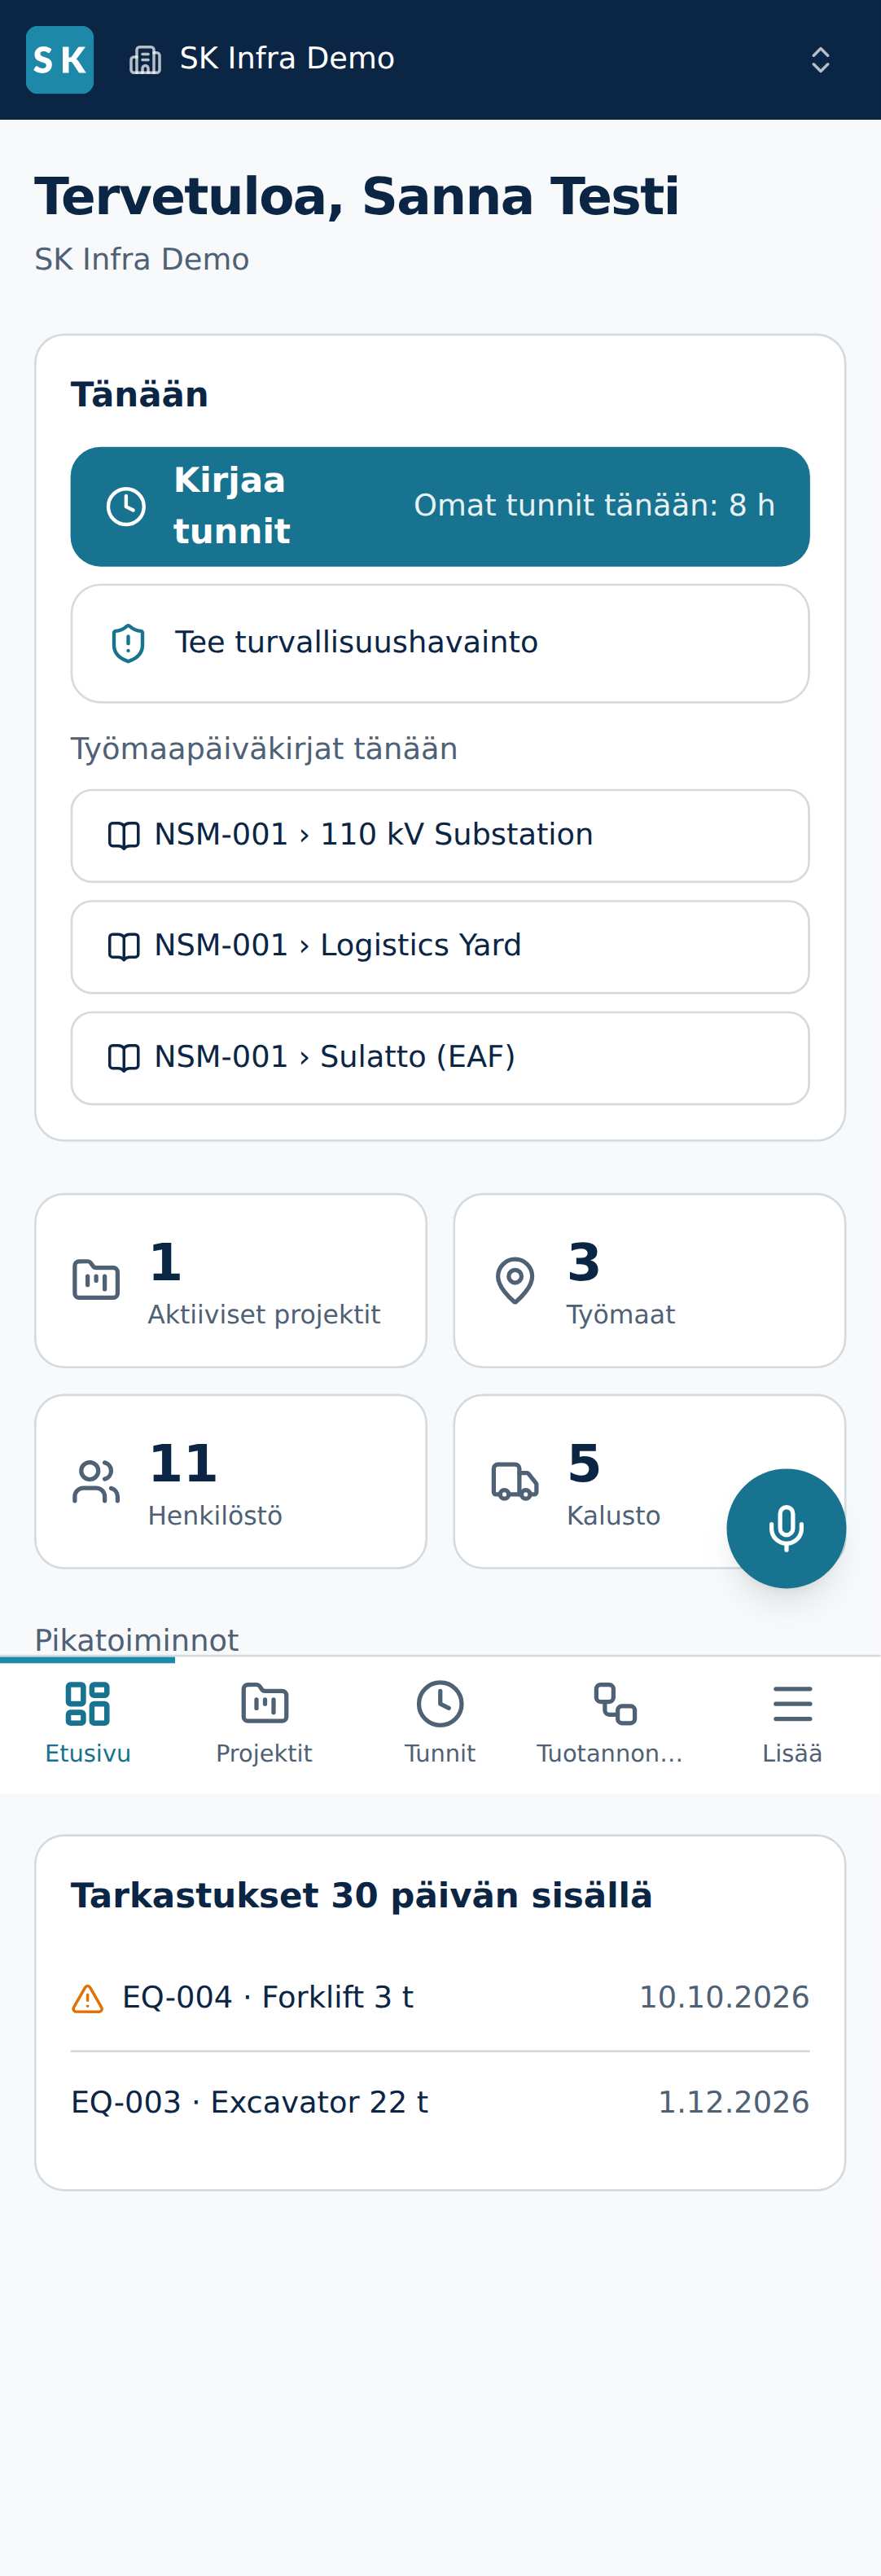 SK SK Infra Demo
Tervetuloa, Sanna Testi
SK Infra Demo
Tänään
Kirjaa
tunnit
Omat tunnit tänään: 8 h
Tee turvallisuushavainto
Työmaapäiväkirjat tänään
NSM-001 › 110 kV Substation
NSM-001 › Logistics Yard
NSM-001 › Sulatto (EAF)
1
Aktiiviset projektit
3
Työmaat
11
Henkilöstö
5
Kalusto
Pikatoiminnot
Etusivu
Projektit
Tunnit
Tuotannon...
Lisää
Tarkastukset 30 päivän sisällä
EQ-004 · Forklift 3 t 10.10.2026
EQ-003 · Excavator 22 t 1.12.2026